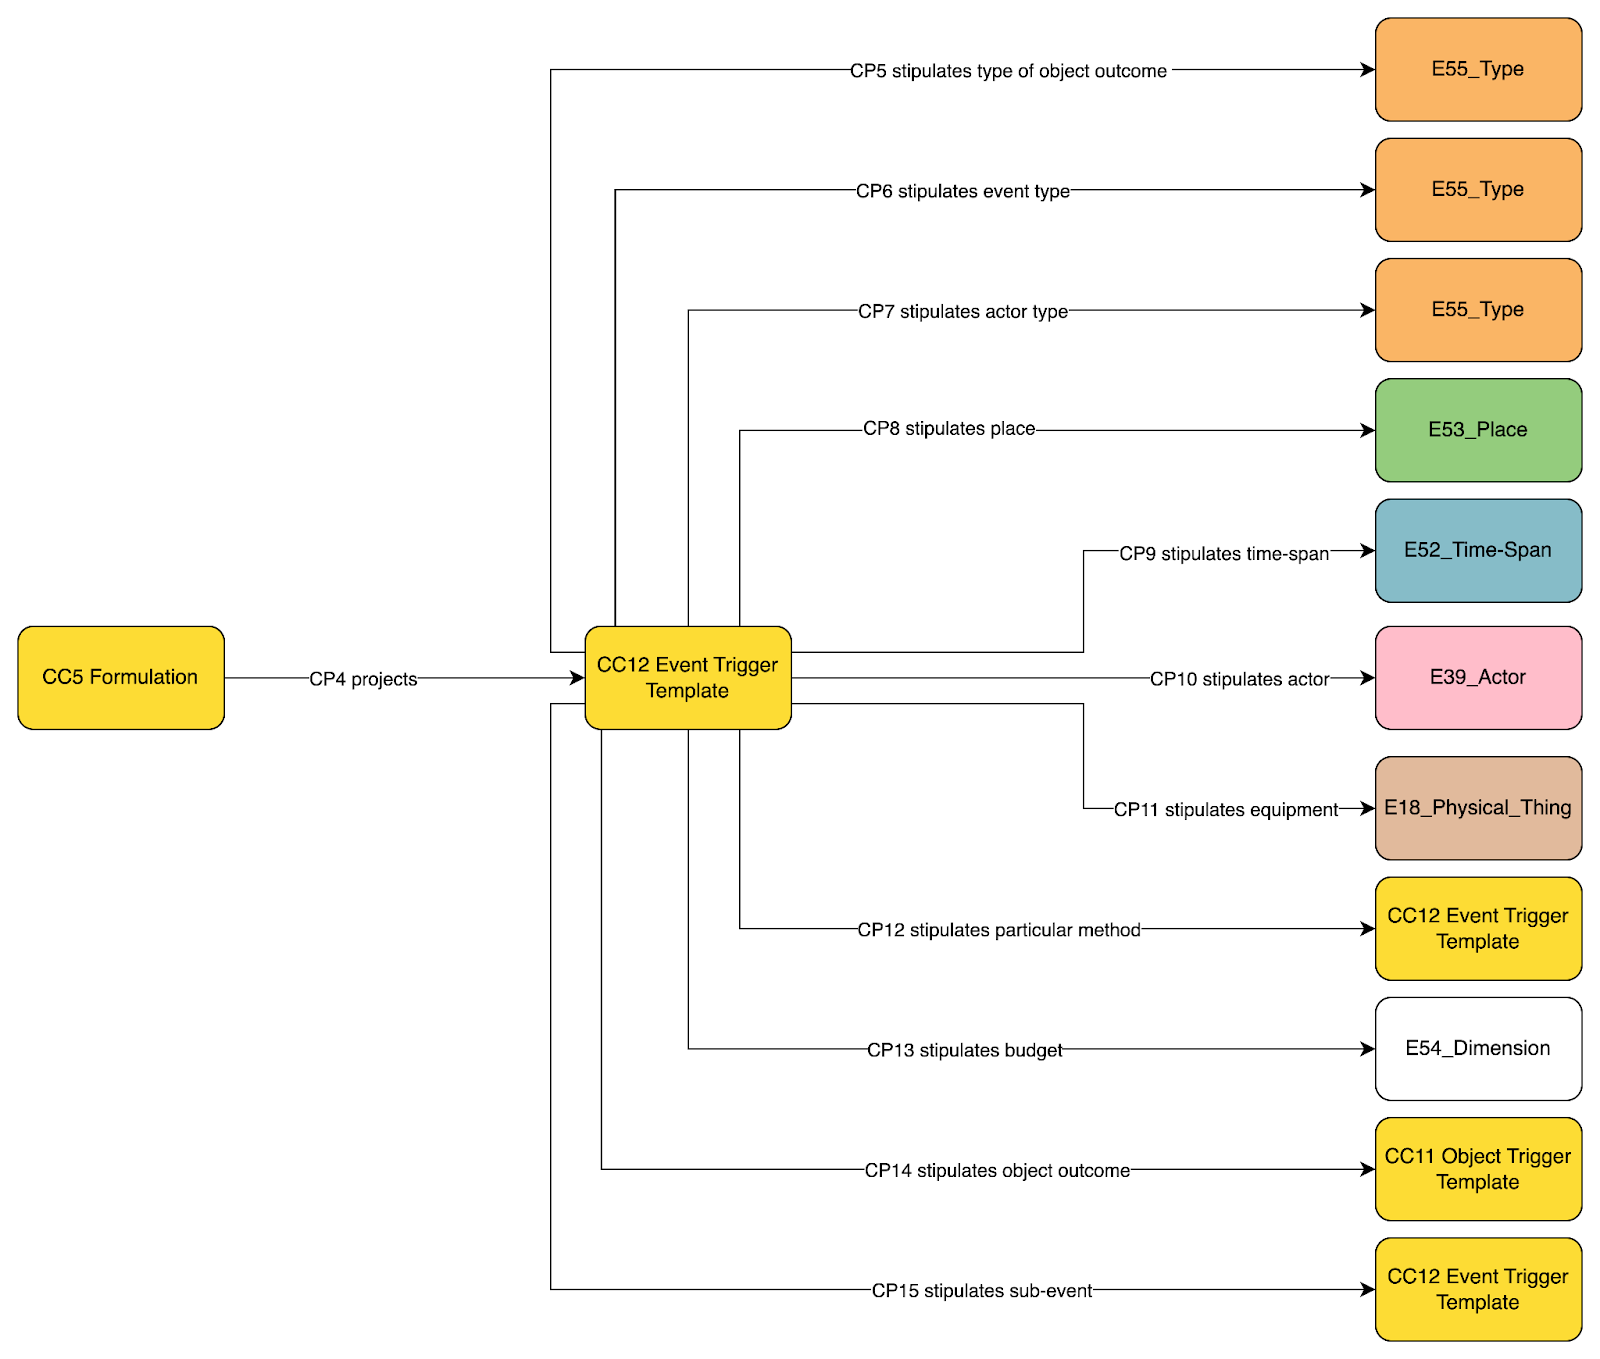 CP5 stipulates type of object outcome
E55_Type
CP6 stipulates event type
E55_Type
CP7 stipulates actor type
E55_Type
CP8 stipulates place
E53_Place
CP9 stipulates time-span
E52_Time-Span
CC5 Formulation
CP4 projects
CC12 Event Trigger
Template
CP10 stipulates actor
E39_Actor
CP11 stipulates equipment
E18_Physical_Thing
CP12 stipulates particular method
CC12 Event Trigger
Template
CP13 stipulates budget
E54_Dimension
CP14 stipulates object outcome
CC11 Object Trigger
Template
CP15 stipulates sub-event
CC12 Event Trigger
Template